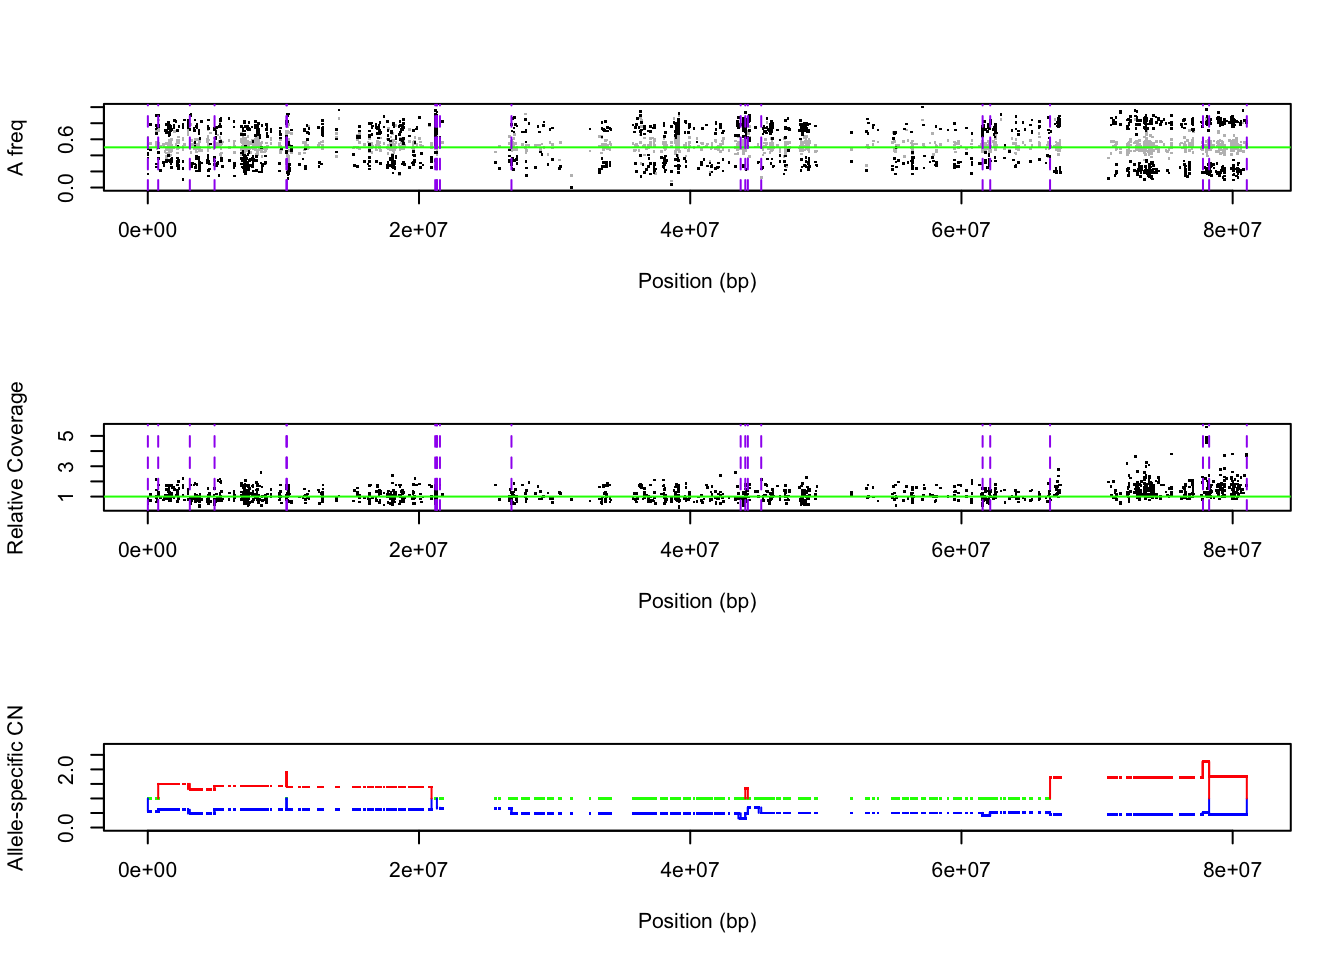 A freq
0.6
0.0
0e+00 2e+07 4e+07 6e+07 8e+07
Position (bp)
Relative Coverage
5
3
1
0e+00 2e+07 4e+07 6e+07 8e+07
Position (bp)
Allele-specific CN
2.0
0.0
0e+00 2e+07 4e+07 6e+07 8e+07
Position (bp)